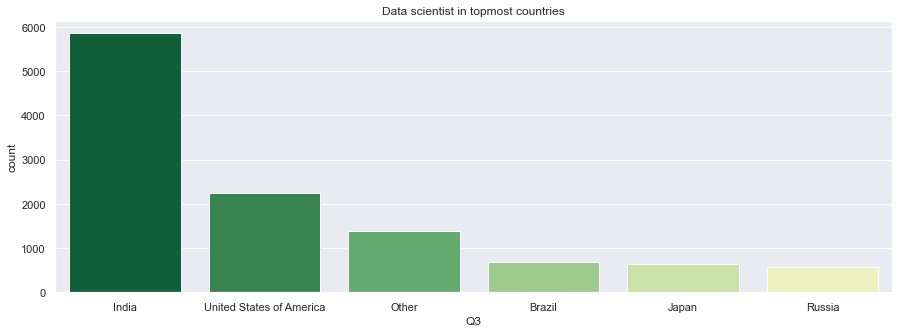 Data scientist in topmost countries
6000
5000
4000
3000
2000
1000
0
count
India United States of America Other Brazil Japan Russia
Q3